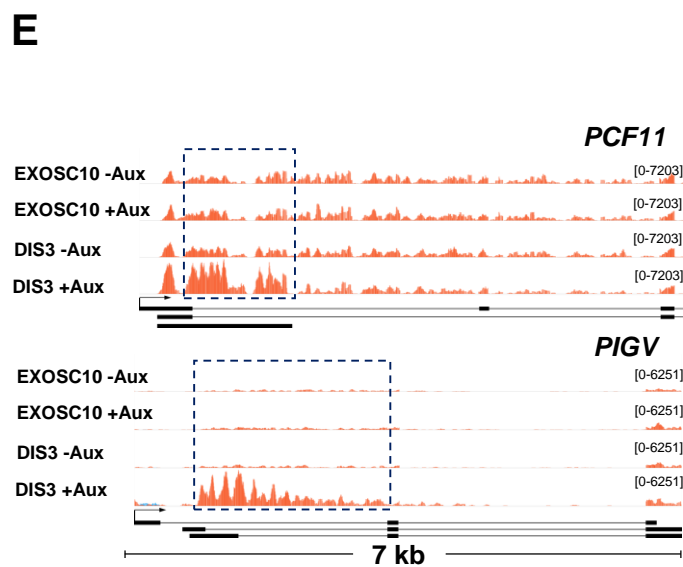 E
PCF11
EXOSC10 -Aux [0-7203]
EXOSC10 +Aux [0-7203]
DIS3 -Aux [0-7203]
DIS3 +Aux [0-7203]
PIGV
EXOSC10 -Aux [0-6251]
EXOSC10 +Aux [0-6251]
DIS3 -Aux [0-6251]
DIS3 +Aux [0-6251]
7 kb